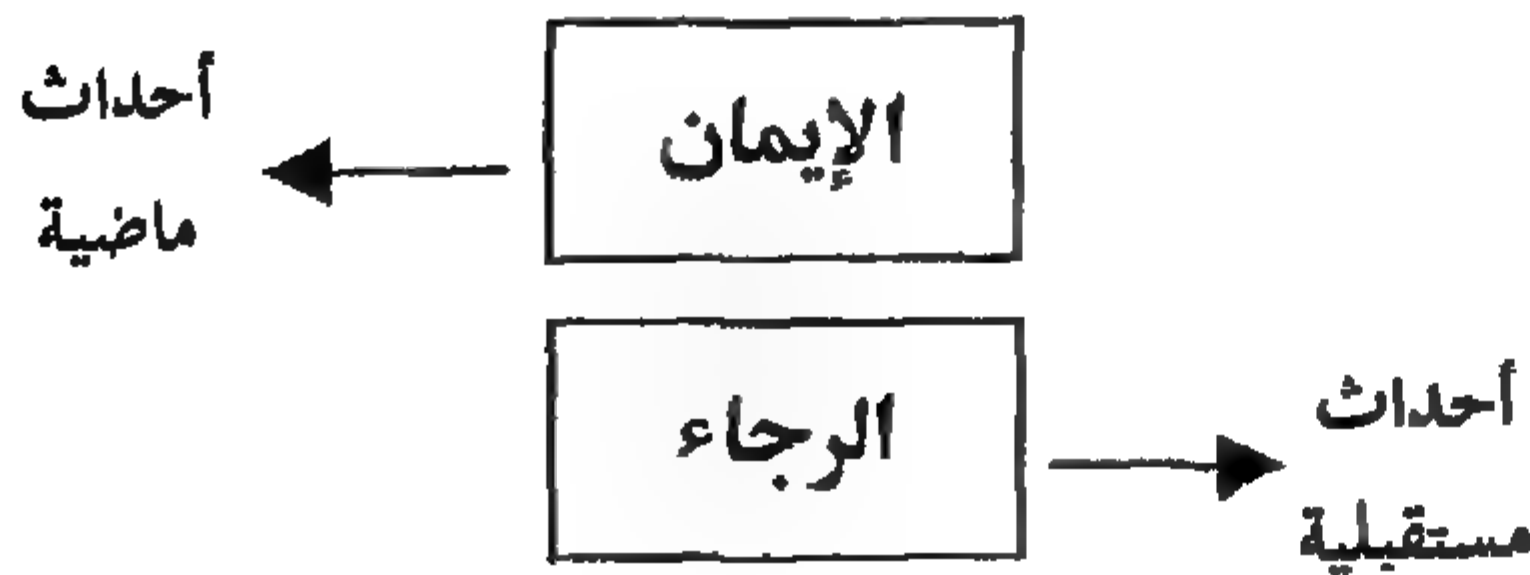 الإيمان
أحداث
ماضية
الرجاء
أحداث
مستقبلية